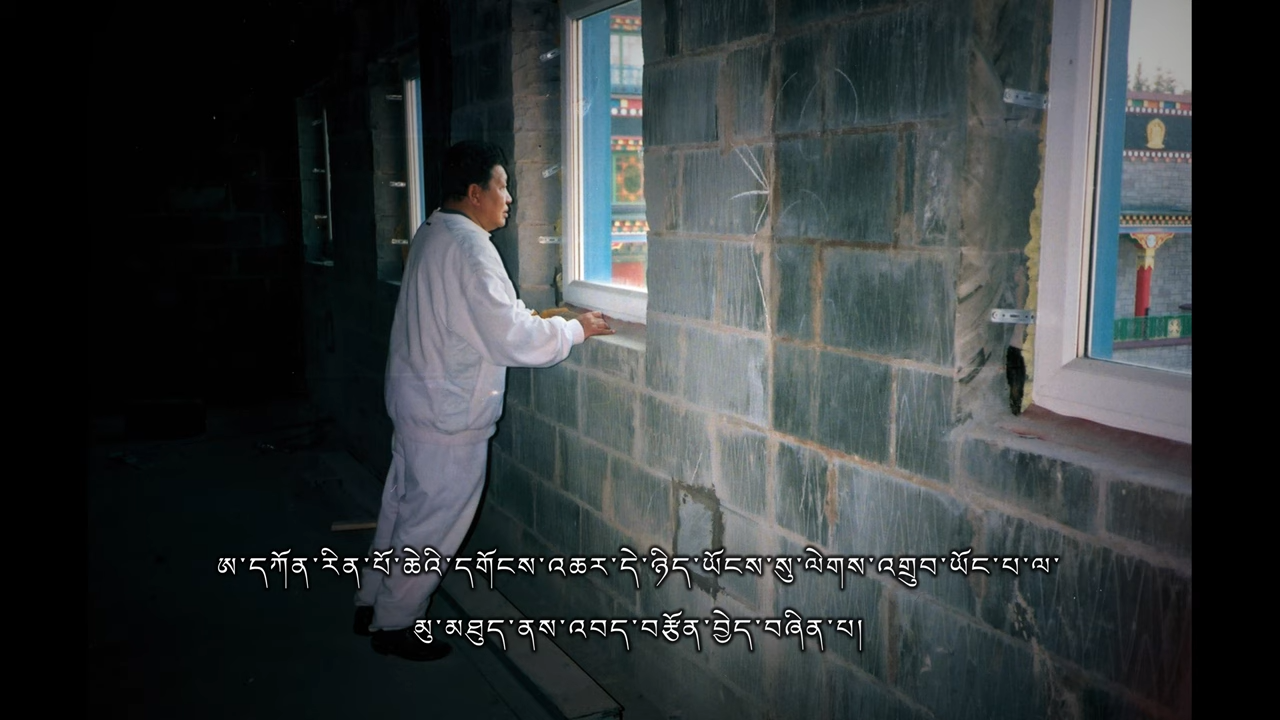 ཨ་དཀོན་རིན་པོ་ཆེའི་དགོངས་འཆར་དེ་ཉིད་ཡོངས་སུ་ལེགས་འགྲུབ་ཡོང་པ་ལ་
མུ་མཐུད་ནས་འབད་བརྩོན་བྱེད་བཞིན་པ།